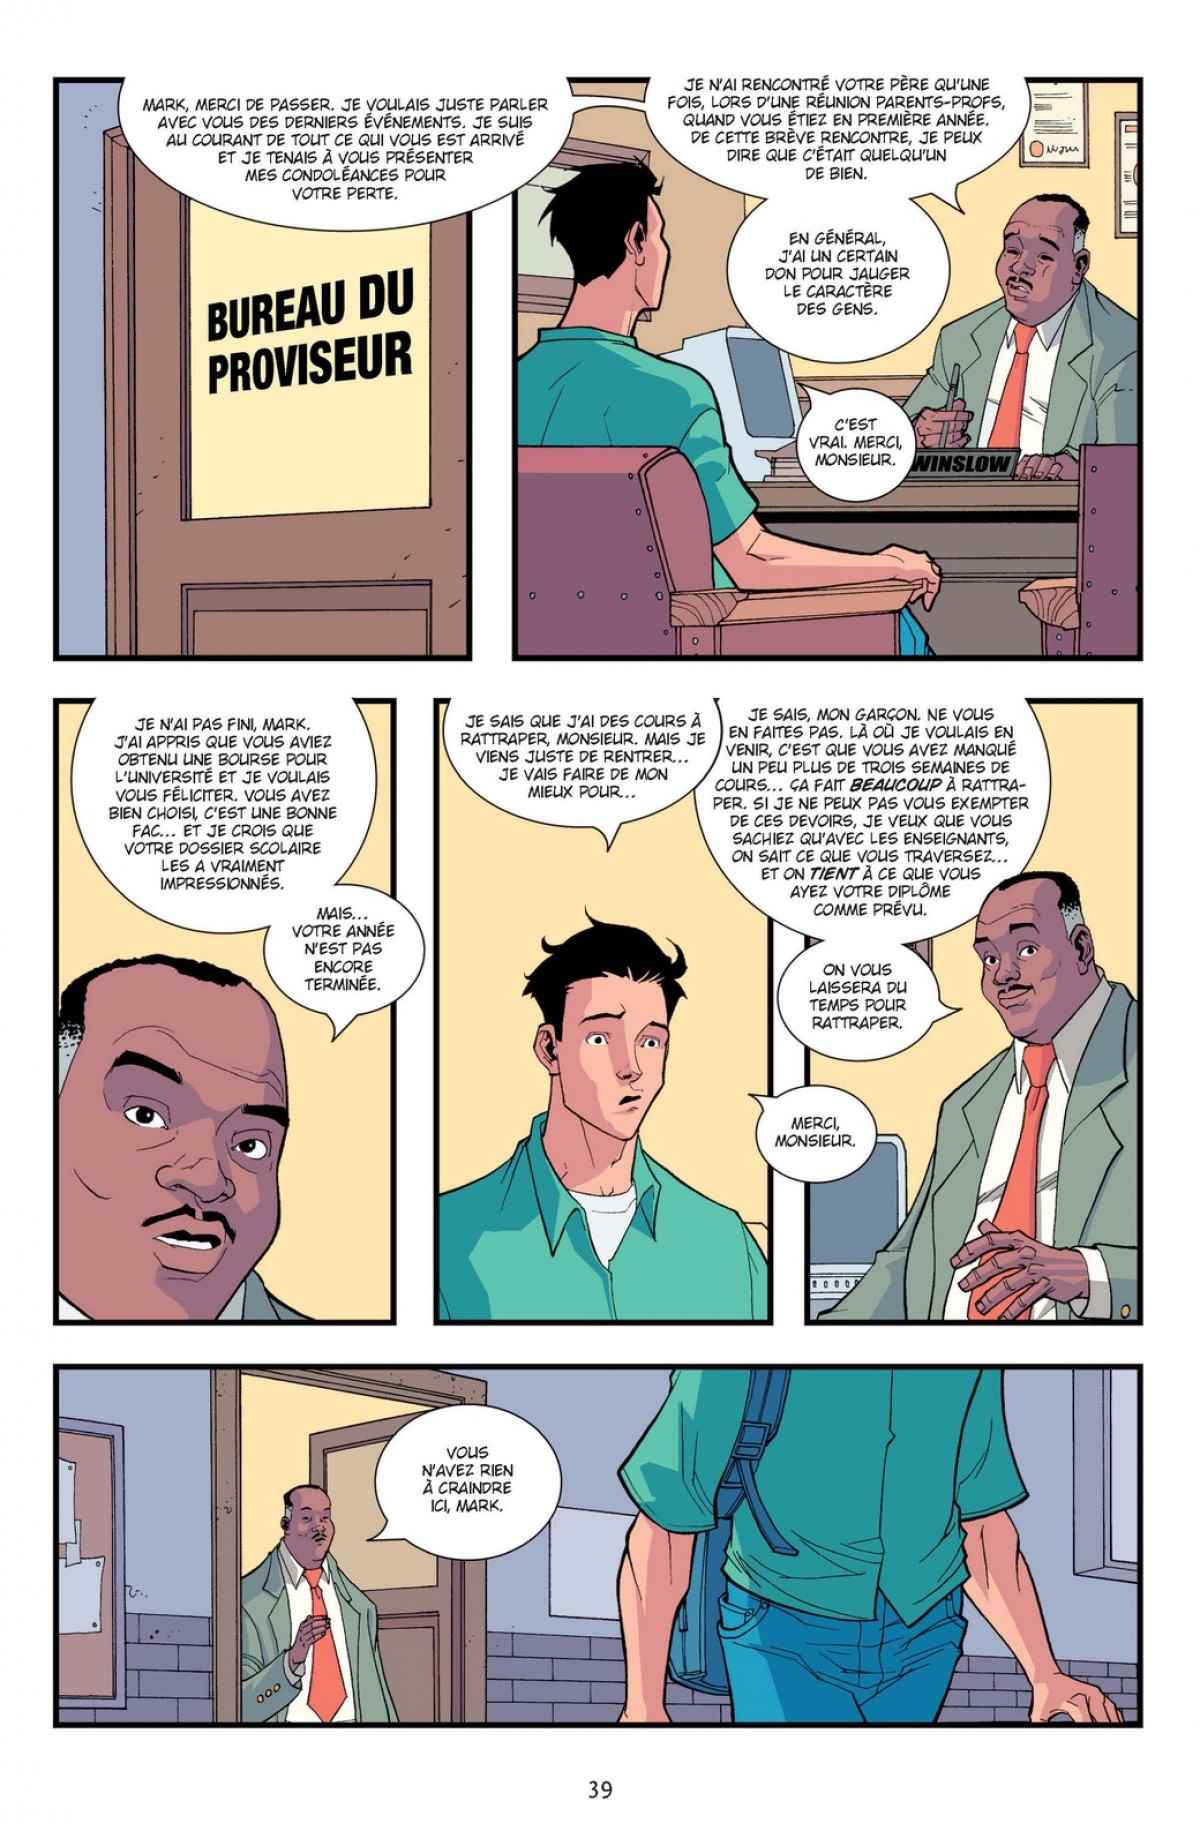 MARK, MERCI DE PASSER. JE VOULAIS JUSTE PARLER
AVEC VOUS DES DERNIERS ÉVÉNEMENTS. JE SUIS
AU COURANT DE TOUT CE QUI VOUS EST ARRIVÉ
ET JE TENAIS À VOUS PRÉSENTER
MES CONDOLÉANCES POUR
VOTRE PERTE.
BUREAU DU
PROVISEUR
JE N'AI RENCONTRÉ VOTRE PÈRE QU'UNE
FOIS, LORS D'UNE RÉUNION PARENTS-PROFS,
QUAND VOUS ÉTIEZ EN PREMIÈRE ANNÉE.
DE CETTE BRÈVE RENCONTRE, JE PEUX
DIRE QUE C'ÉTAIT QUELQU'UN
DE BIEN.
EN GÉNÉRAL,
J'AI UN CERTAIN
DON POUR JAUGER
LE CARACTÈRE
DES GENS.
C'EST
VRAI. MERCI,
MONSIEUR.
WINSLOW
JE N'AI PAS FINI, MARK.
J'AI APPRIS QUE VOUS AVIEZ
OBTENU UNE BOURSE POUR
L'UNIVERSITÉ ET JE VOULAIS
VOUS FÉLICITER. VOUS AVEZ
BIEN CHOISI, C'EST UNE BONNE
FAC... ET JE CROIS QUE
VOTRE DOSSIER SCOLAIRE
LES A VRAIMENT
IMPRESSIONNÉS.
MAIS...
VOTRE ANNÉE
N'EST PAS
ENCORE
TERMINÉE.
JE SAIS QUE J'AI DES COURS À
RATTRAPER, MONSIEUR. MAIS JE
VIENS JUSTE DE RENTRER...
JE VAIS FAIRE DE MON
MIEUX POUR...
JE SAIS, MON GARÇON. NE VOUS
EN FAITES PAS. LÀ OÙ JE VOULAIS EN
VENIR, C'EST QUE VOUS AVEZ MANQUÉ
UN PEU PLUS DE TROIS SEMAINES DE
COURS... ÇA FAIT BEAUCOUP À RATTRA-
PER. SI JE NE PEUX PAS VOUS EXEMPTER
DE CES DEVOIRS, JE VEUX QUE VOUS
SACHIEZ QU'AVEC LES ENSEIGNANTS,
ON SAIT CE QUE VOUS TRAVERSEZ...
ET ON TIENT À CE QUE VOUS
AYEZ VOTRE DIPLÔME
COMME PRÉVU.
ON VOUS
LAISSERA DU
TEMPS POUR
RATTRAPER.
MERCI,
MONSIEUR.
VOUS
N'AVEZ RIEN
À CRAINDRE
ICI, MARK.
39